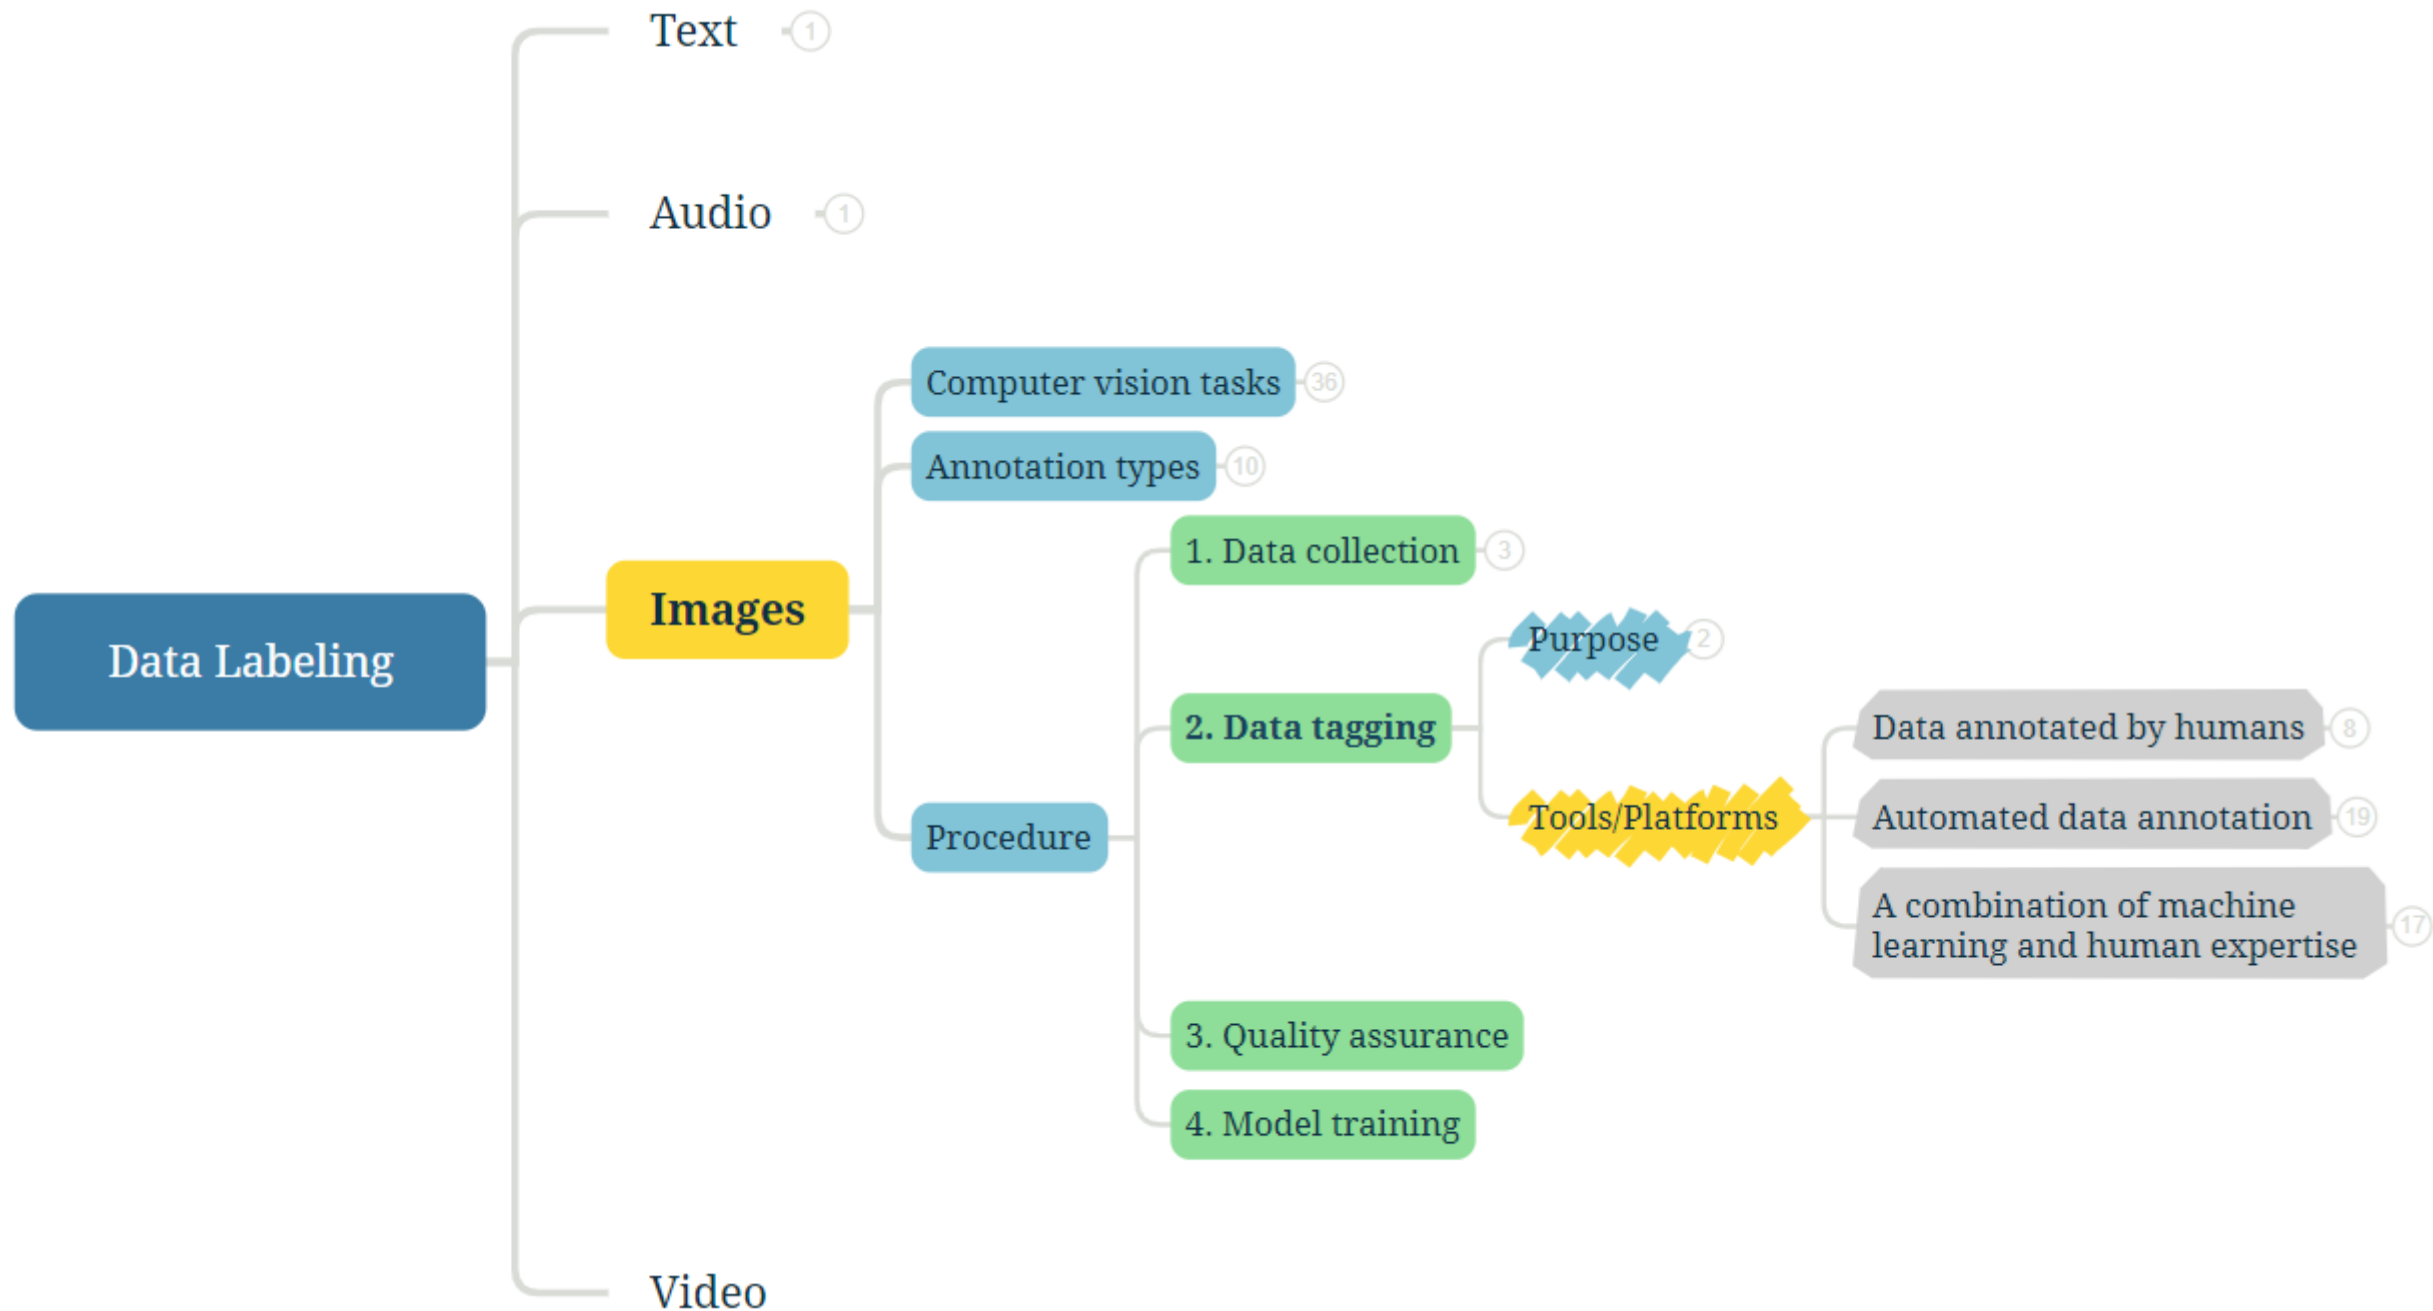 Text
1
Audio
1
Computer vision tasks
36
Annotation types
10
1. Data collection
3
Images
Purpose
2
Data Labeling
2. Data tagging
Data annotated by humans
8
Tools/Platforms
Automated data annotation
19
Procedure
A combination of machine
learning and human expertise
17
3. Quality assurance
4. Model training
Video